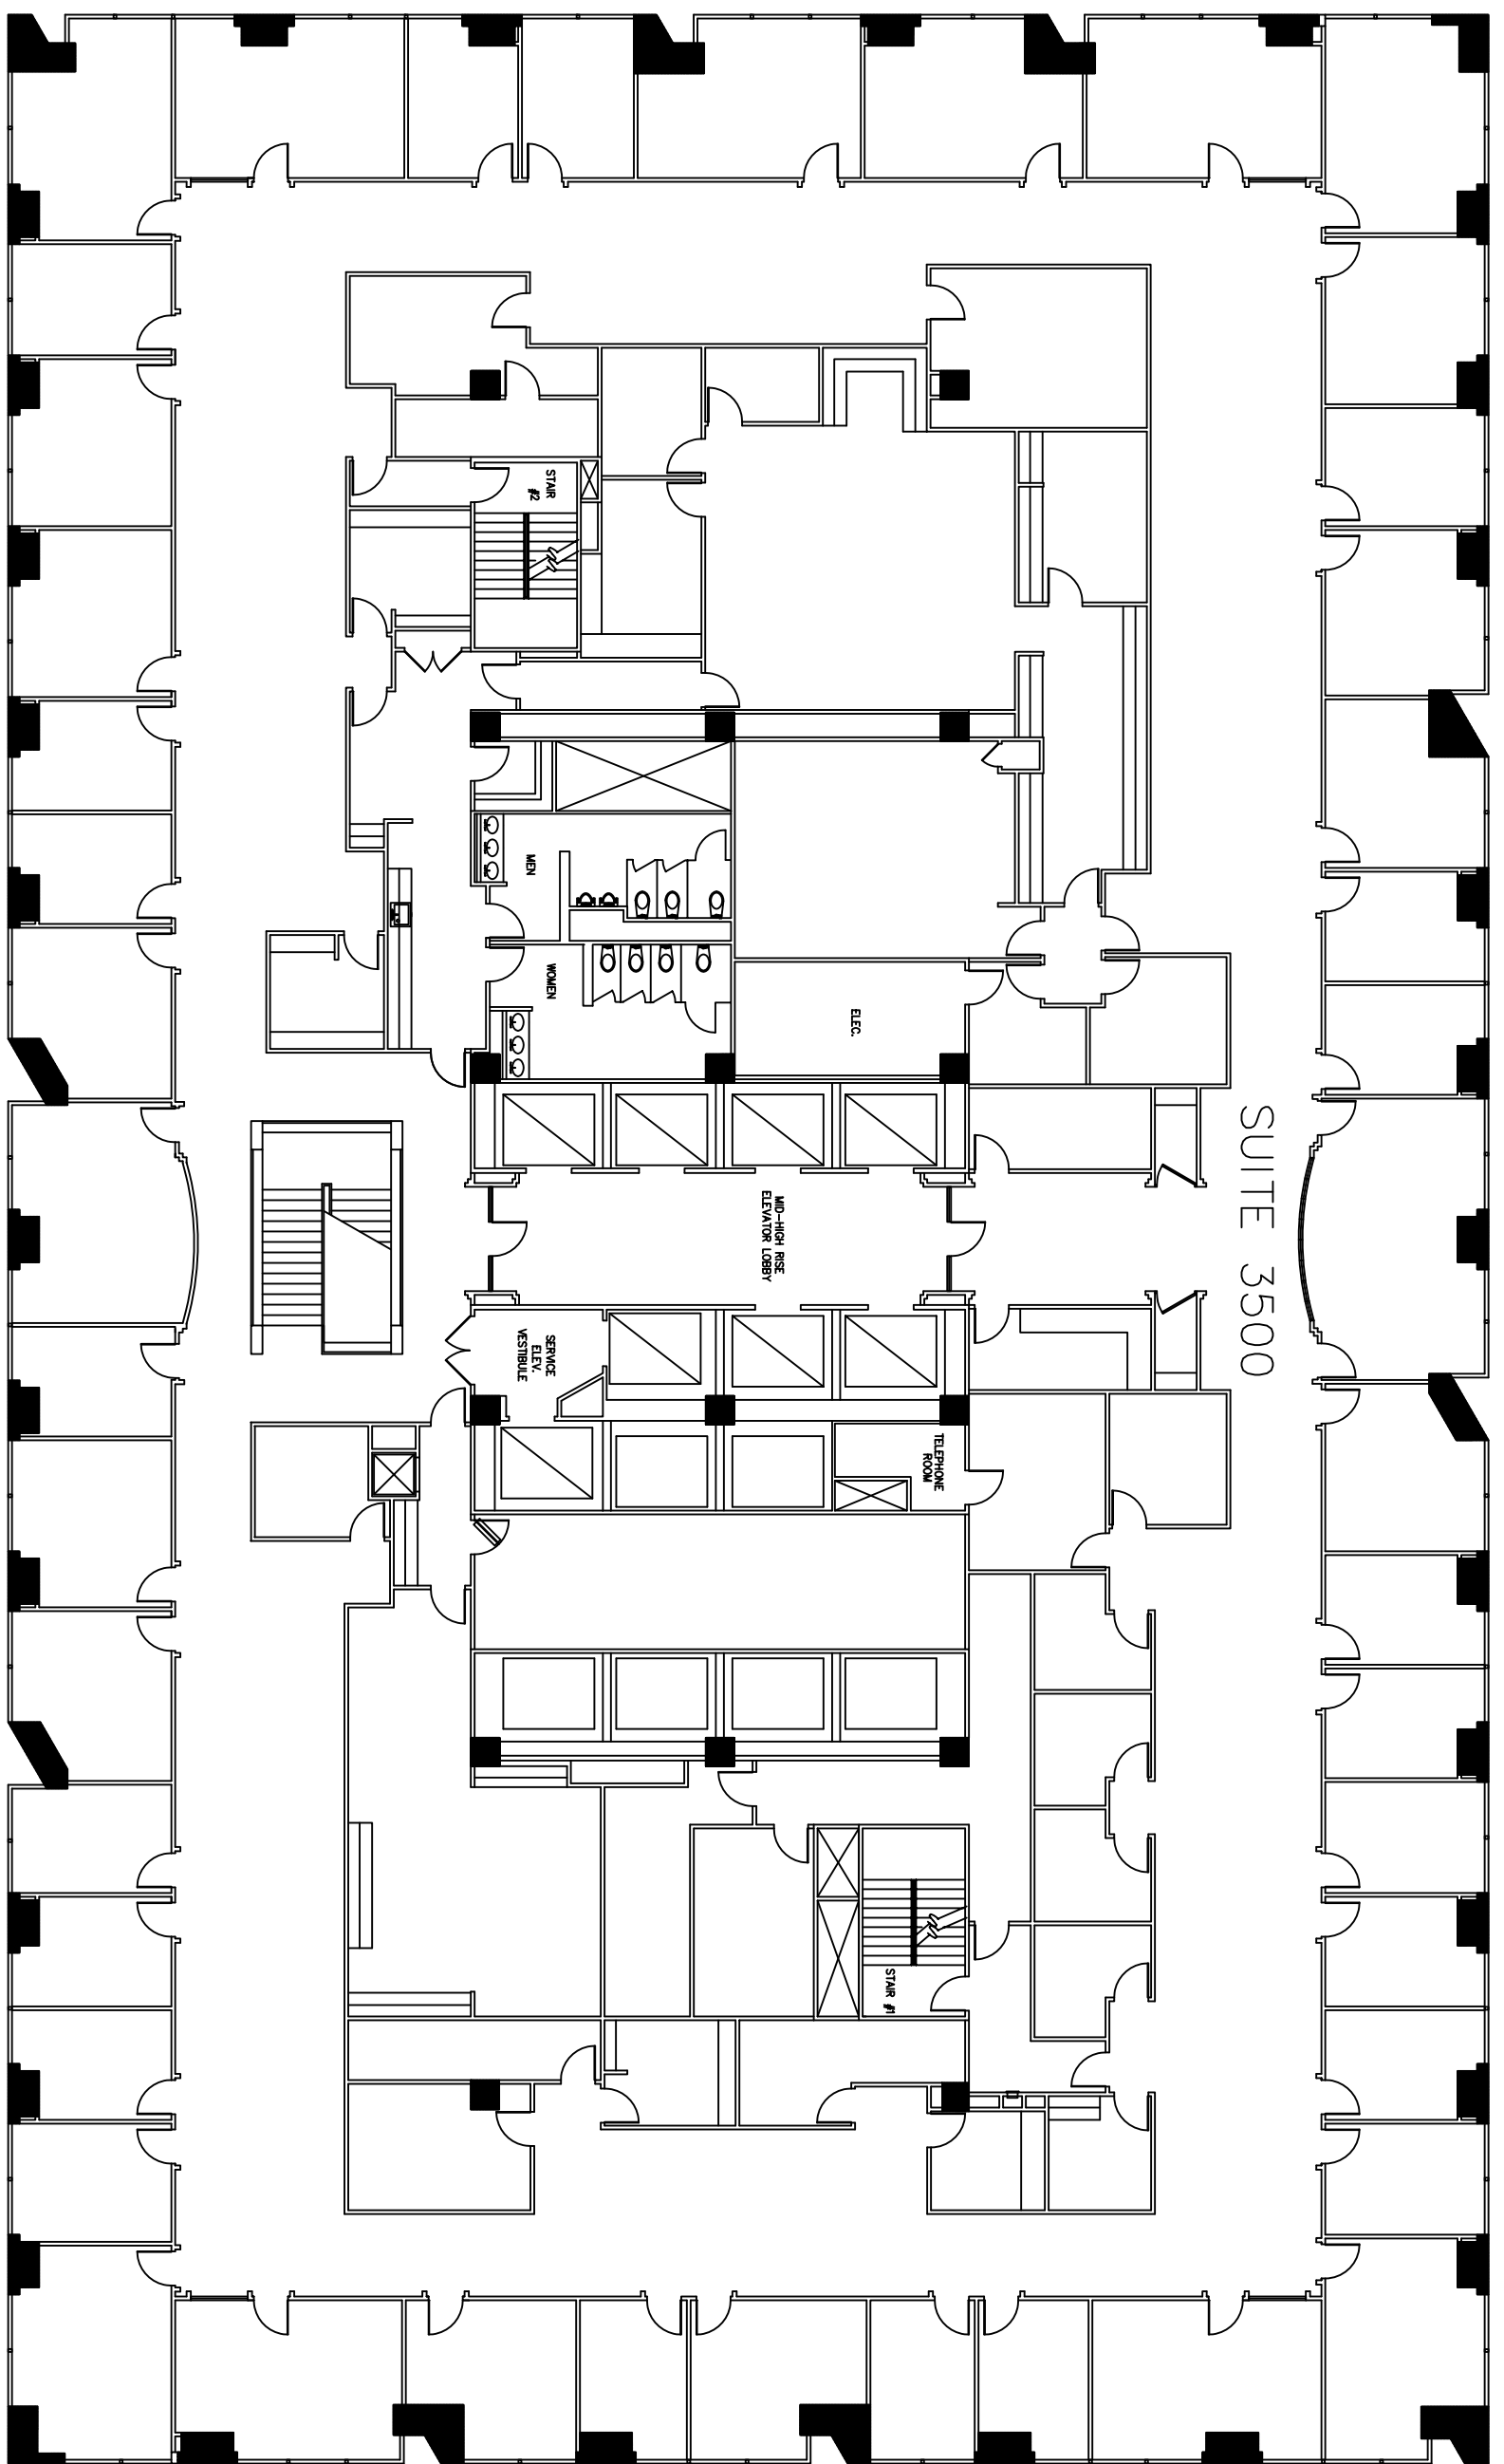 STAIR
#2
MEN
WOMEN
ELEC.
SUITE 3500
MID-HIGH RISE
ELEVATOR LOBBY
SERVICE
ELEV.
VESTIBULE
TELEPHONE
ROOM
STAIR #1